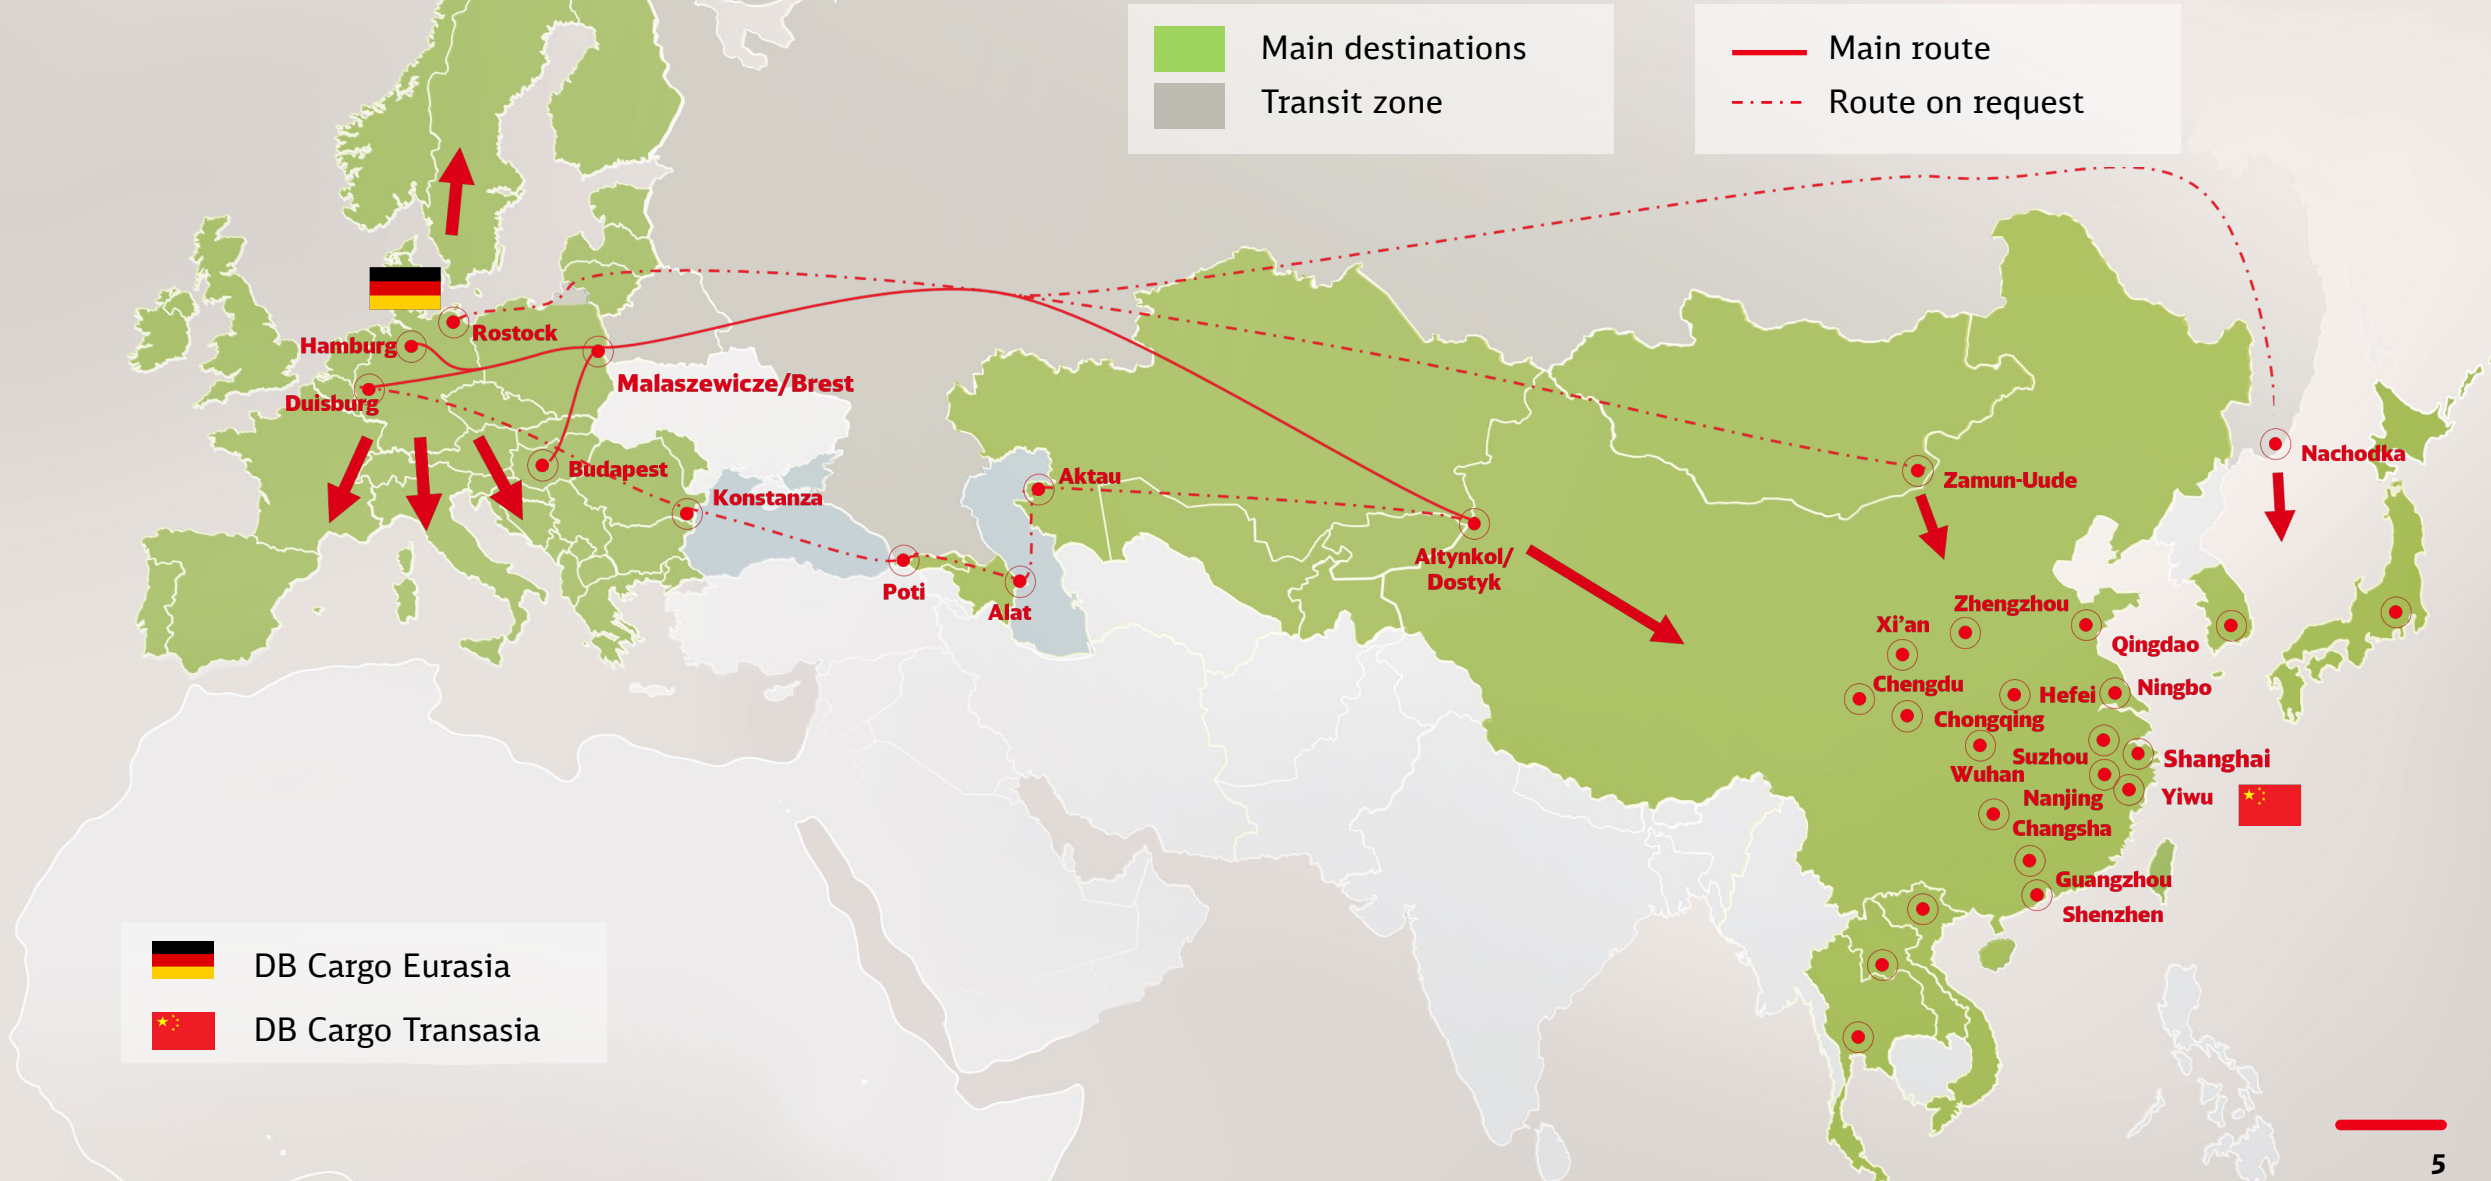 Main destinations
Transit zone
Main route
Route on request
Rostock
Hamburg
Malaszewicze/Brest
Duisburg
Budapest
Konstanza
Aktau
Poti
Alat
Altynkol/
Dostyk
Nachodka
Zamun-Uude
Zhengzhou
Xi’an
Qingdao
Chengdu
Hefei
Ningbo
Chongqing
Suzhou
Shanghai
Wuhan
Nanjing
Yiwu
Changsha
Guangzhou
Shenzhen
DB Cargo Eurasia
DB Cargo Transasia
5